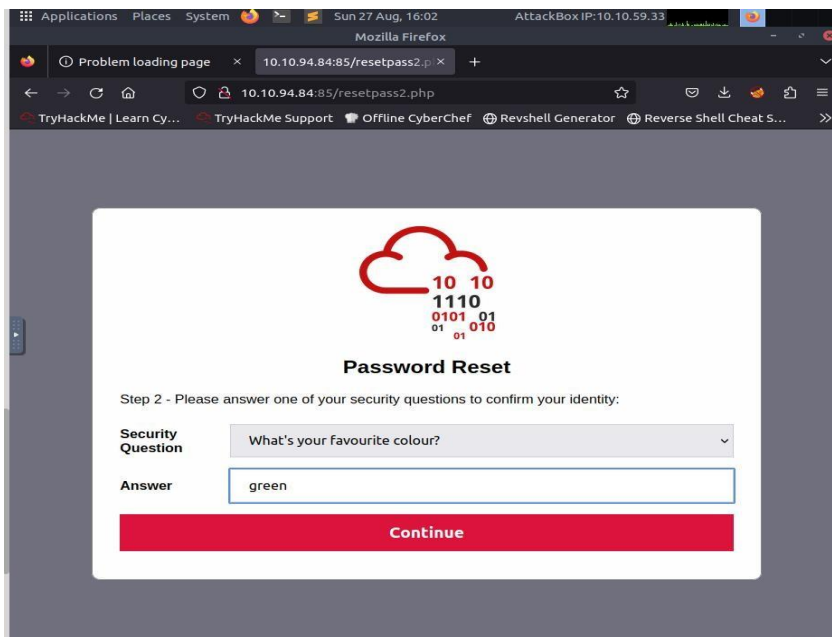 Applications Places System Sun 27 Aug, 16:02 AttackBox IP:10.10.59.33
Mozilla Firefox
Problem loading page × 10.10.94.84:85/resetpass2.p × +
10.10.94.84:85/resetpass2.php
TryHackMe | Learn Cy... TryHackMe Support Offline CyberChef Revshell Generator Reverse Shell Cheat S... >>
10 10
1110
0101 01
01 010
01
Password Reset
Step 2 - Please answer one of your security questions to confirm your identity:
Security
Question What's your favourite colour?
Answer green
Continue